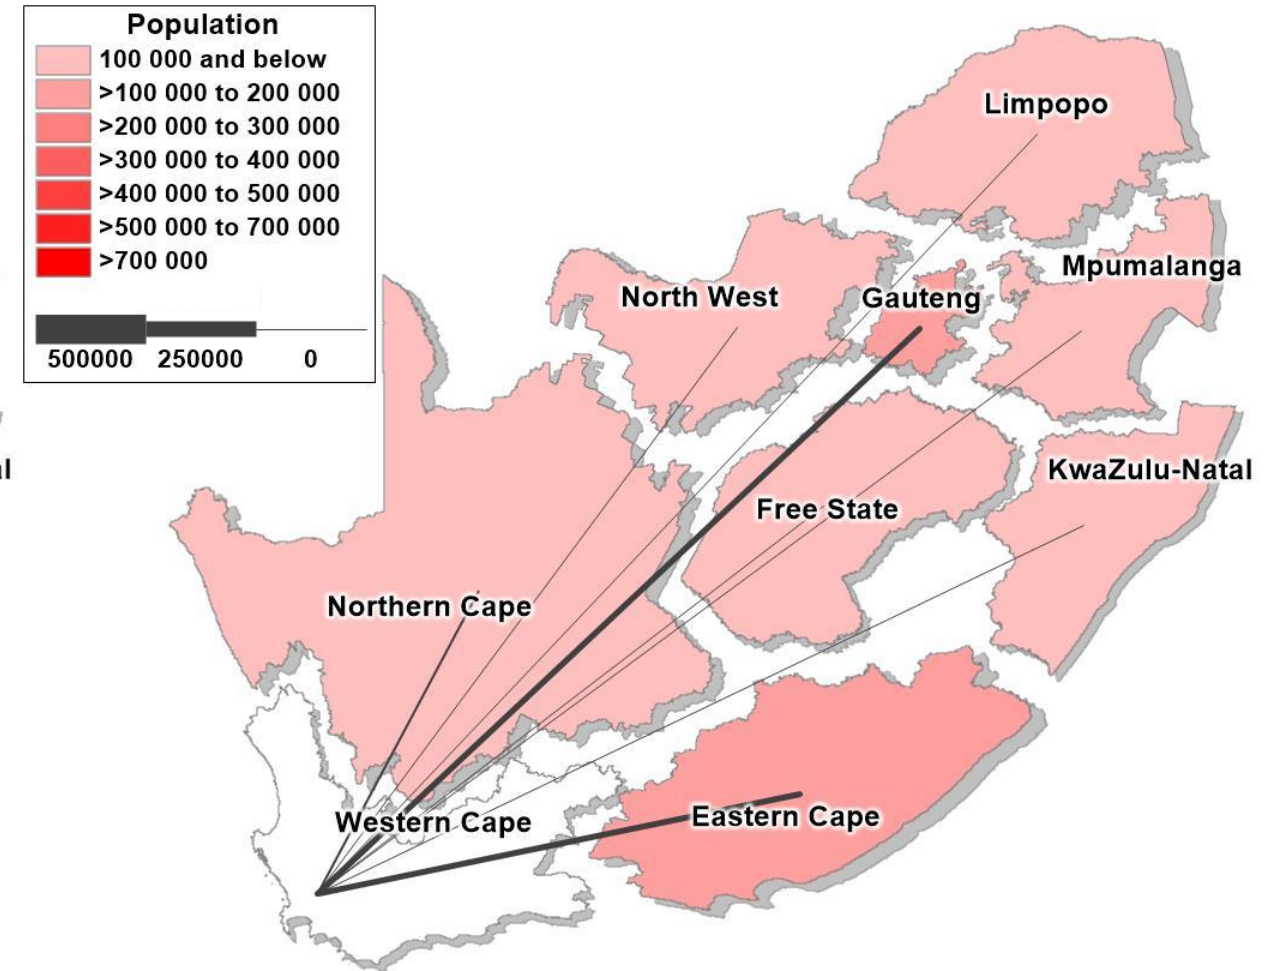 Population
100 000 and below
>100 000 to 200 000
>200 000 to 300 000
>300 000 to 400 000
>400 000 to 500 000
>500 000 to 700 000
>700 000
500000 250000 0
Limpopo
Mpumalanga
North West
Gauteng
al
KwaZulu-Natal
Free State
Northern Cape
Western Cape
Eastern Cape